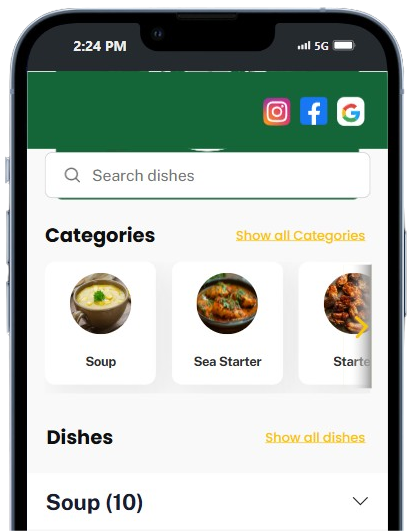 2:24 PM 5G
Search dishes
Categories Show all Categories
Soup Sea Starter Starte
Dishes Show all dishes
Soup (10)